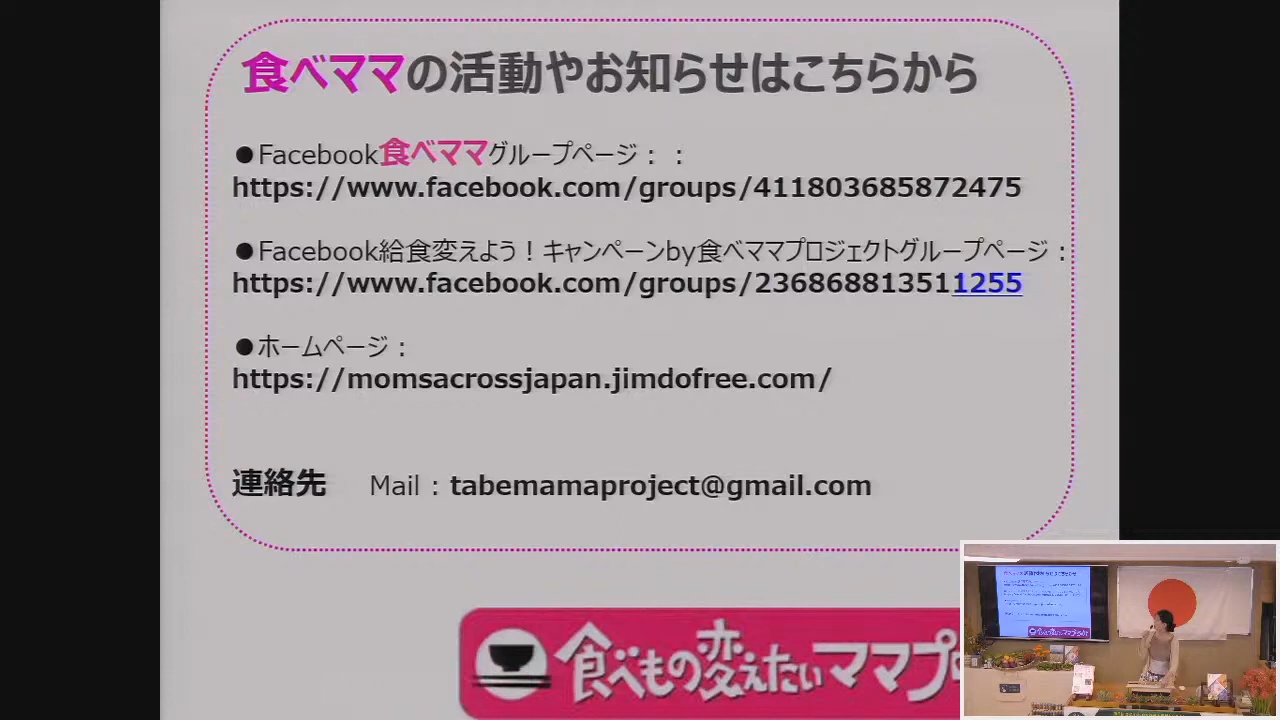 食べママの活動やお知らせはこちらから
●Facebook食べママグループページ：：
https://www.facebook.com/groups/411803685872475
●Facebook給食変えよう！キャンペーンby食べママプロジェクトグループページ：
https://www.facebook.com/groups/2368688135111255
●ホームページ：
https://momsacrossjapan.jimdofree.com/
連絡先 Mail：tabemamaproject@gmail.com
食べもの変えたいママプ